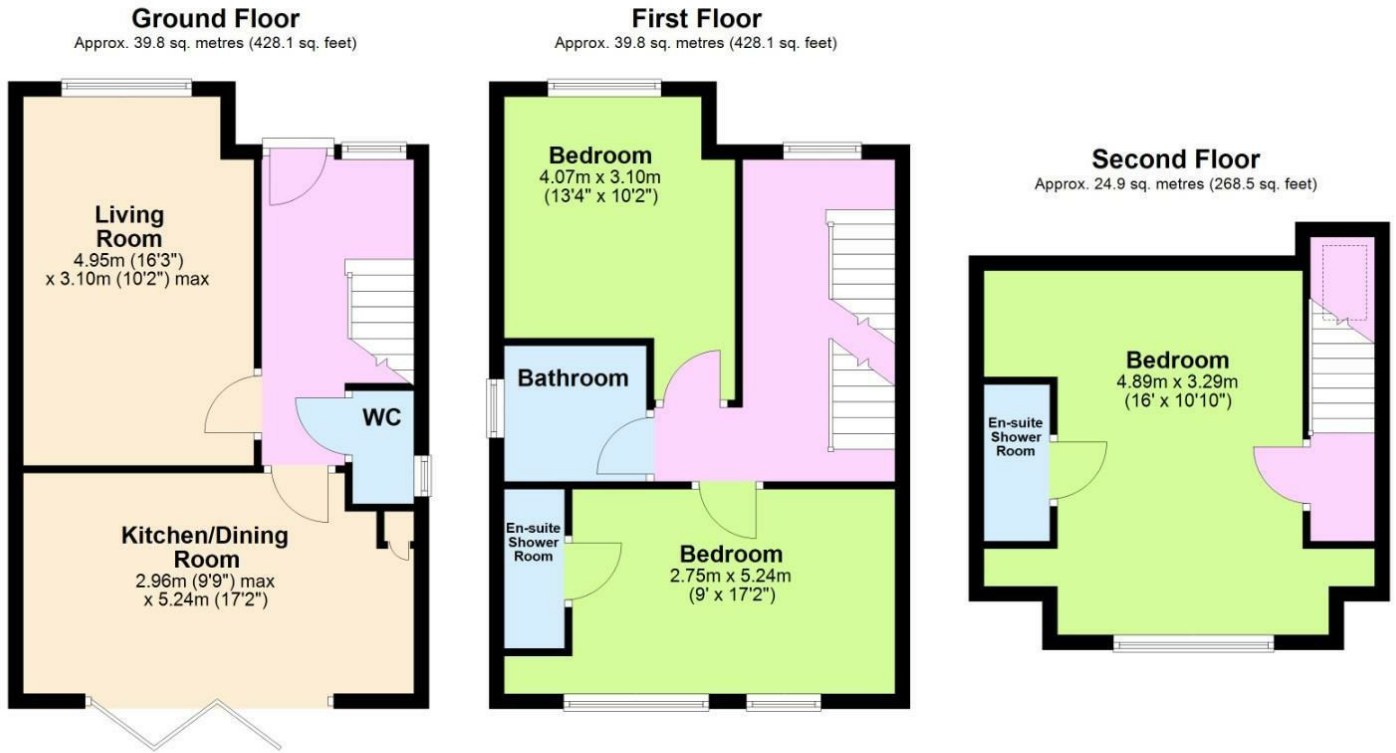 Ground Floor
Approx. 39.8 sq. metres (428.1 sq. feet)
Living
Room
4.95m (16'3")
x 3.10m (10'2") max
WC
Kitchen/Dining
Room
2.96m (9'9") max
x 5.24m (17'2")
First Floor
Approx. 39.8 sq. metres (428.1 sq. feet)
Bedroom
4.07m x 3.10m
(13'4" x 10'2")
Bathroom
En-suite
Shower
Room
Bedroom
2.75m x 5.24m
(9' x 17'2")
Second Floor
Approx. 24.9 sq. metres (268.5 sq. feet)
Bedroom
4.89m x 3.29m
(16' x 10'10")
En-suite
Shower
Room